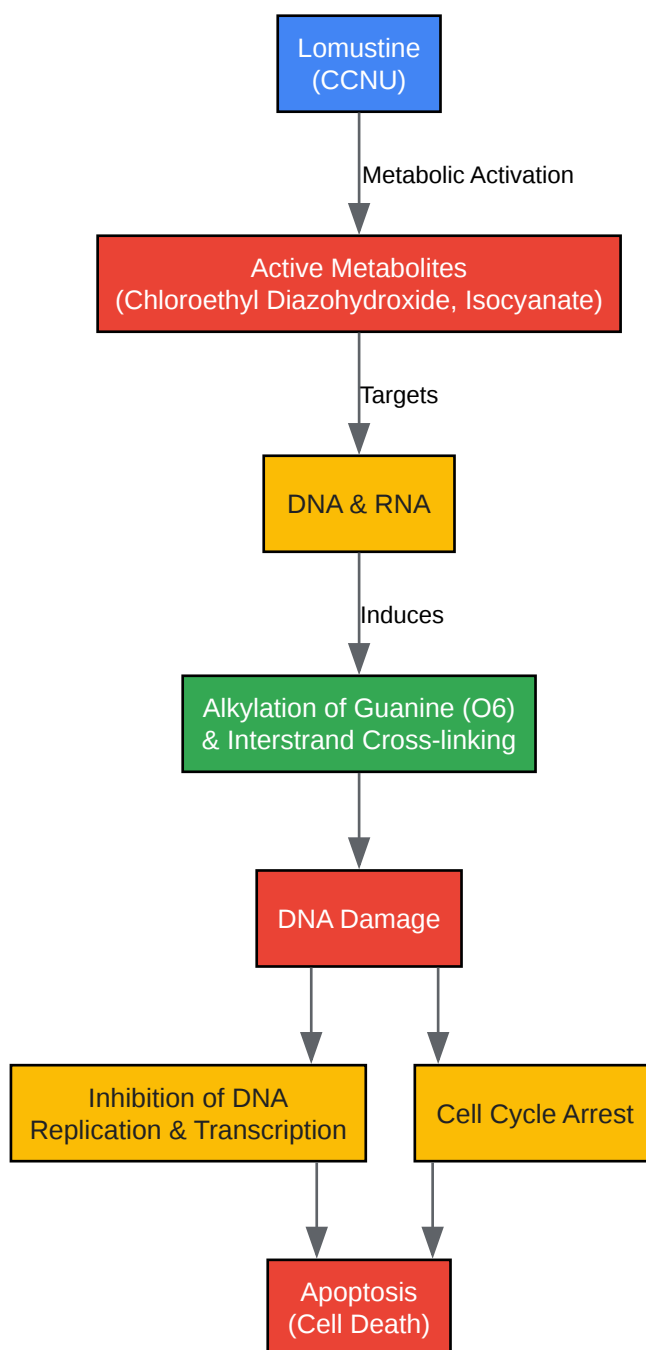 Lomustine
(CCNU)
Metabolic Activation
Active Metabolites
(Chloroethyl Diazohydroxide, Isocyanate)
Targets
DNA & RNA
Induces
Alkylation of Guanine (O6)
& Interstrand Cross-linking
DNA Damage
Inhibition of DNA
Replication & Transcription
Cell Cycle Arrest
Apoptosis
(Cell Death)